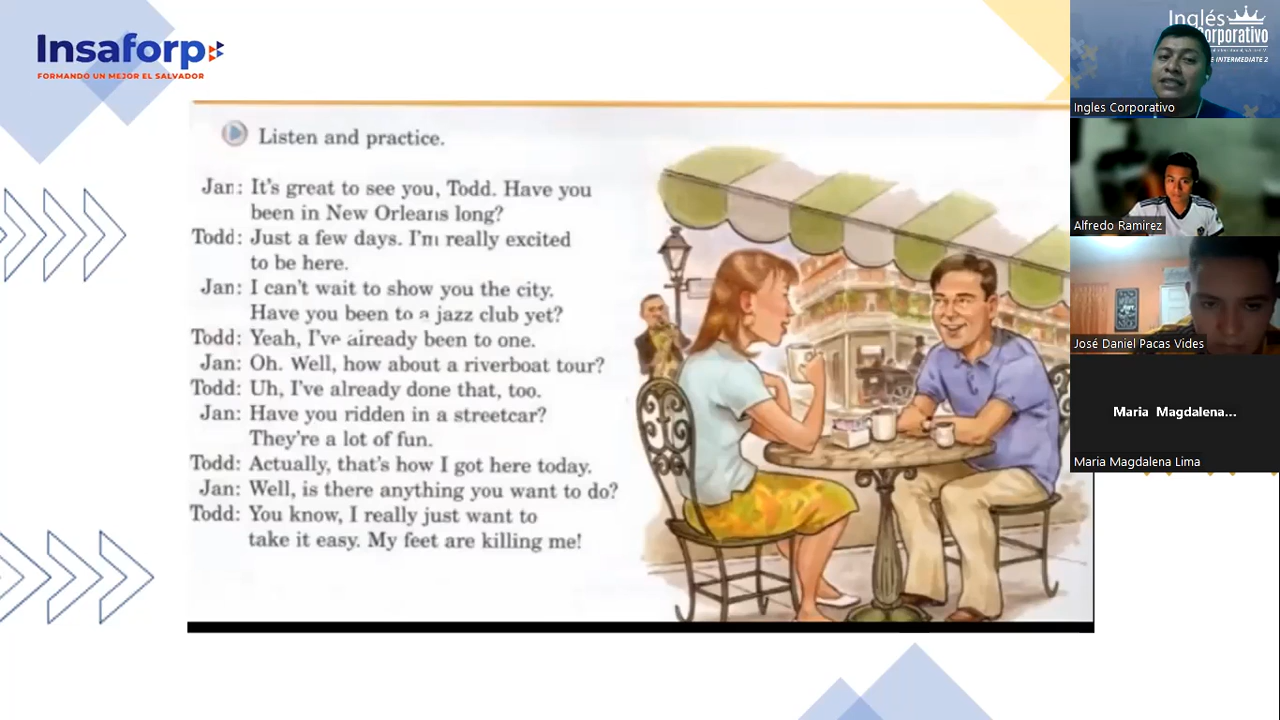 Insaforp
FORMANDO UN MEJOR EL SALVADOR
Listen and practice.
Jan: It's great to see you, Todd. Have you
been in New Orleans long?
Todd: Just a few days. I'm really excited
to be here.
Jan: I can't wait to show you the city.
Have you been to a jazz club yet?
Todd: Yeah, I've already been to one.
Jan: Oh. Well, how about a riverboat tour?
Todd: Uh, I've already done that, too.
Jan: Have you ridden in a streetcar?
They're a lot of fun.
Todd: Actually, that's how I got here today.
Jan: Well, is there anything you want to do?
Todd: You know, I really just want to
take it easy. My feet are killing me!
Inglés
Corporativo
INTERMEDIATE 2
Ingles Corporativo
Alfredo Ramirez
José Daniel Pacas Vides
Maria Magdalena...
Maria Magdalena Lima